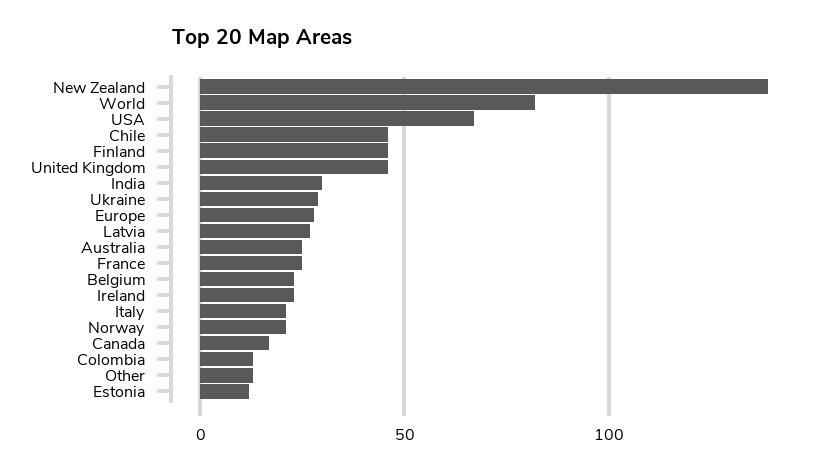 Top 20 Map Areas
New Zealand
World
USA
Chile
Finland
United Kingdom
India
Ukraine
Europe
Latvia
Australia
France
Belgium
Ireland
Italy
Norway
Canada
Colombia
Other
Estonia
0 50 100